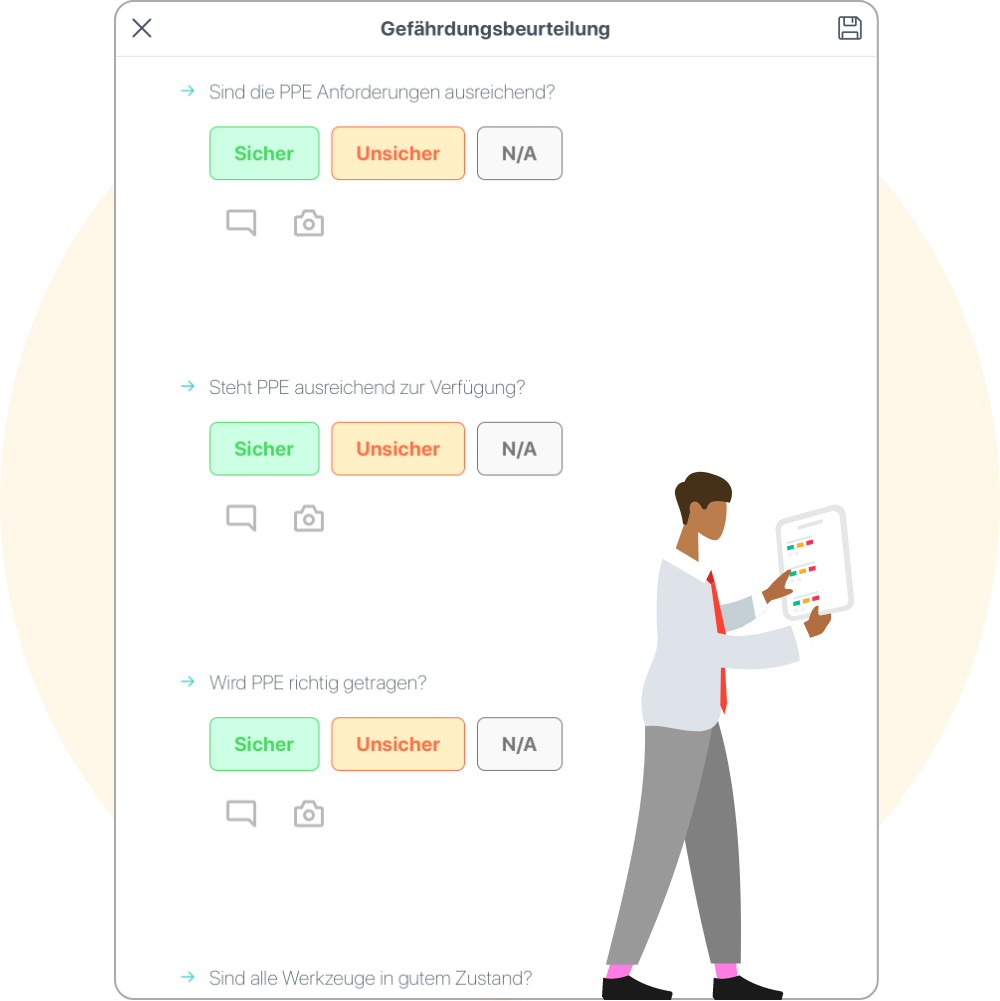 Gefährdungsbeurteilung
Sind die PPE Anforderungen ausreichend?
Sicher Unsicher N/A
Steht PPE ausreichend zur Verfügung?
Sicher Unsicher N/A
Wird PPE richtig getragen?
Sicher Unsicher N/A
Sind alle Werkzeuge in gutem Zustand?